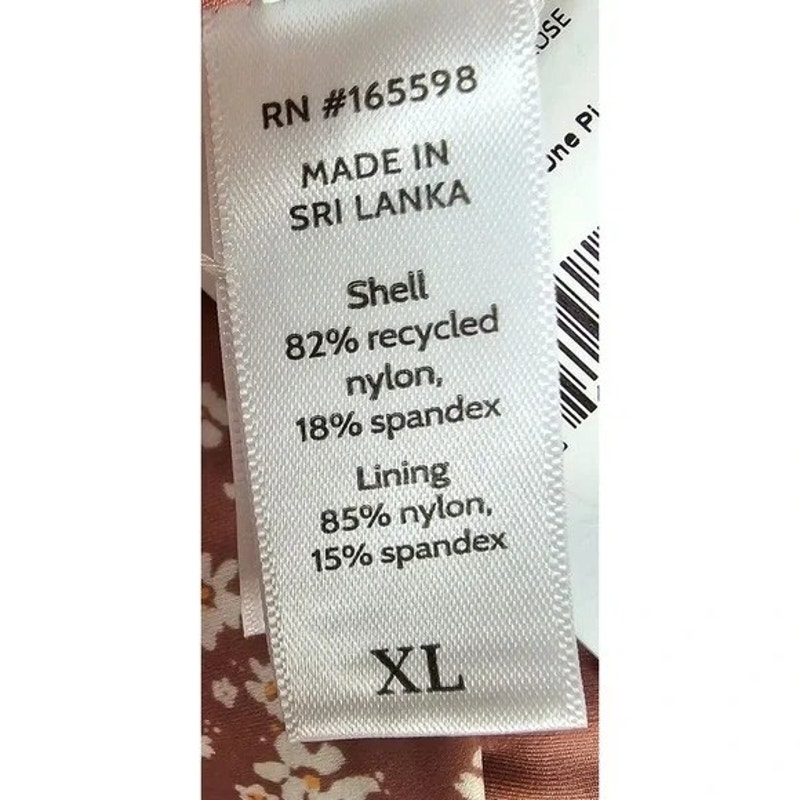 RN #165598
MADE IN
SRI LANKA
Shell
82% recycled
nylon,
18% spandex
Lining
85% nylon,
15% spandex
XL